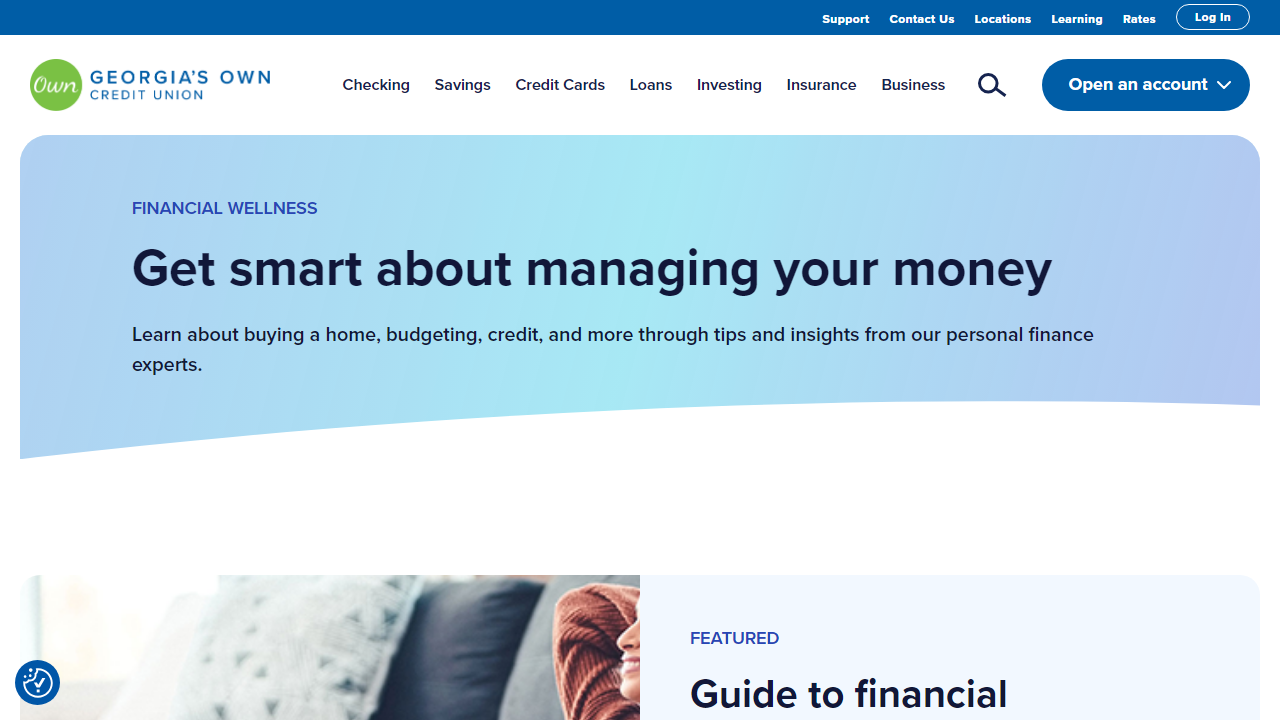 Support Contact Us Locations Learning Rates Log In
Own GEORGIA'S OWN
CREDIT UNION
Checking Savings Credit Cards Loans Investing Insurance Business Open an account
FINANCIAL WELLNESS
Get smart about managing your money
Learn about buying a home, budgeting, credit, and more through tips and insights from our personal finance
experts.
FEATURED
Guide to financial